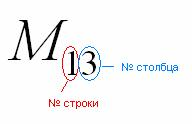 M13
№ столбца
№ строки